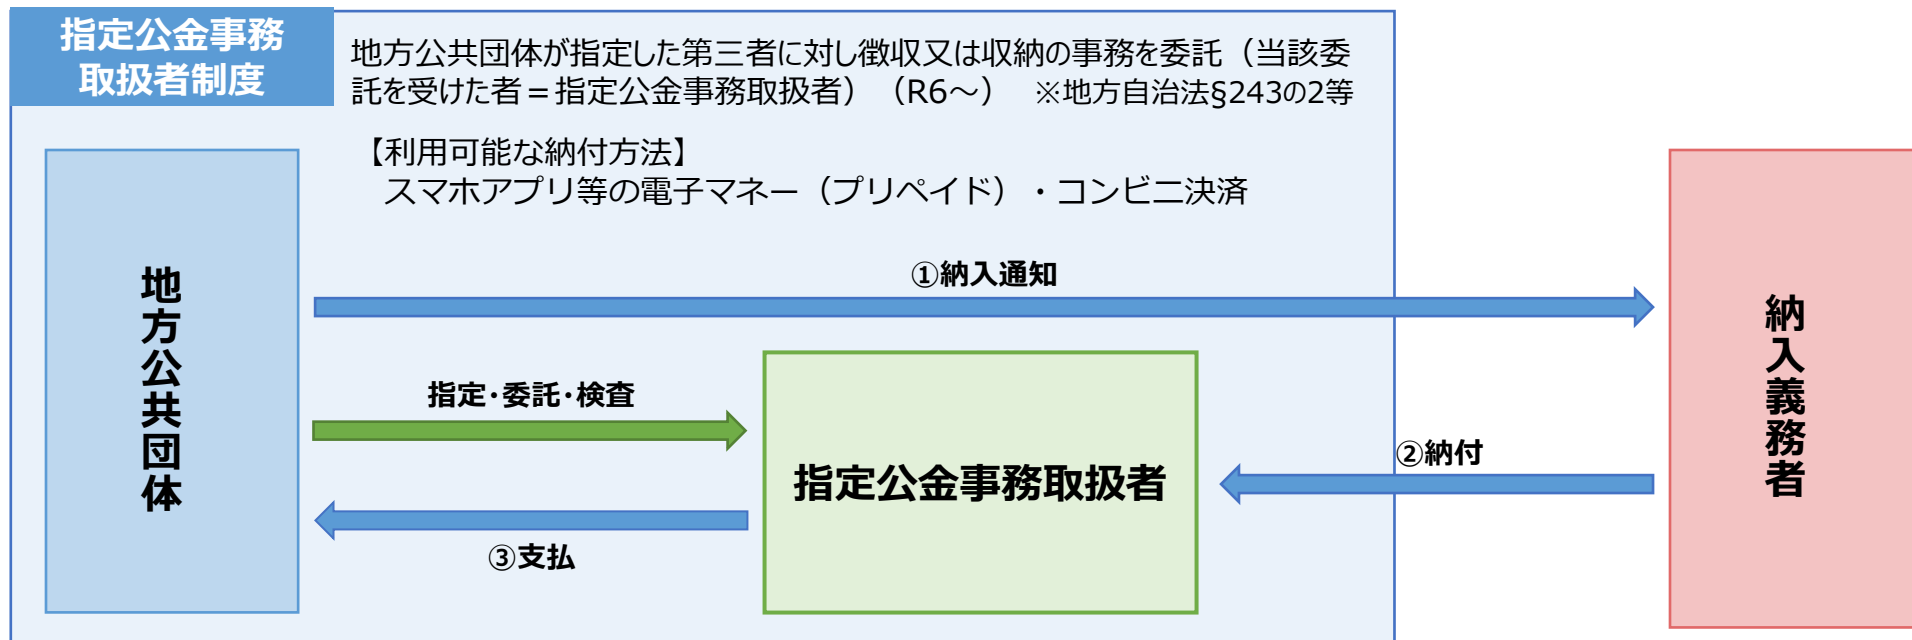 指定公金事務
取扱者制度
地方公共団体が指定した第三者に対し徴収又は収納の事務を委託（当該委
託を受けた者＝指定公金事務取扱者）（R6～）　※地方自治法§243の2等
【利用可能な納付方法】
スマホアプリ等の電子マネー（プリペイド）・コンビニ決済
①納入通知
地方公共団体
指定･委託･検査
指定公金事務取扱者
②納付
納入義務者
③支払